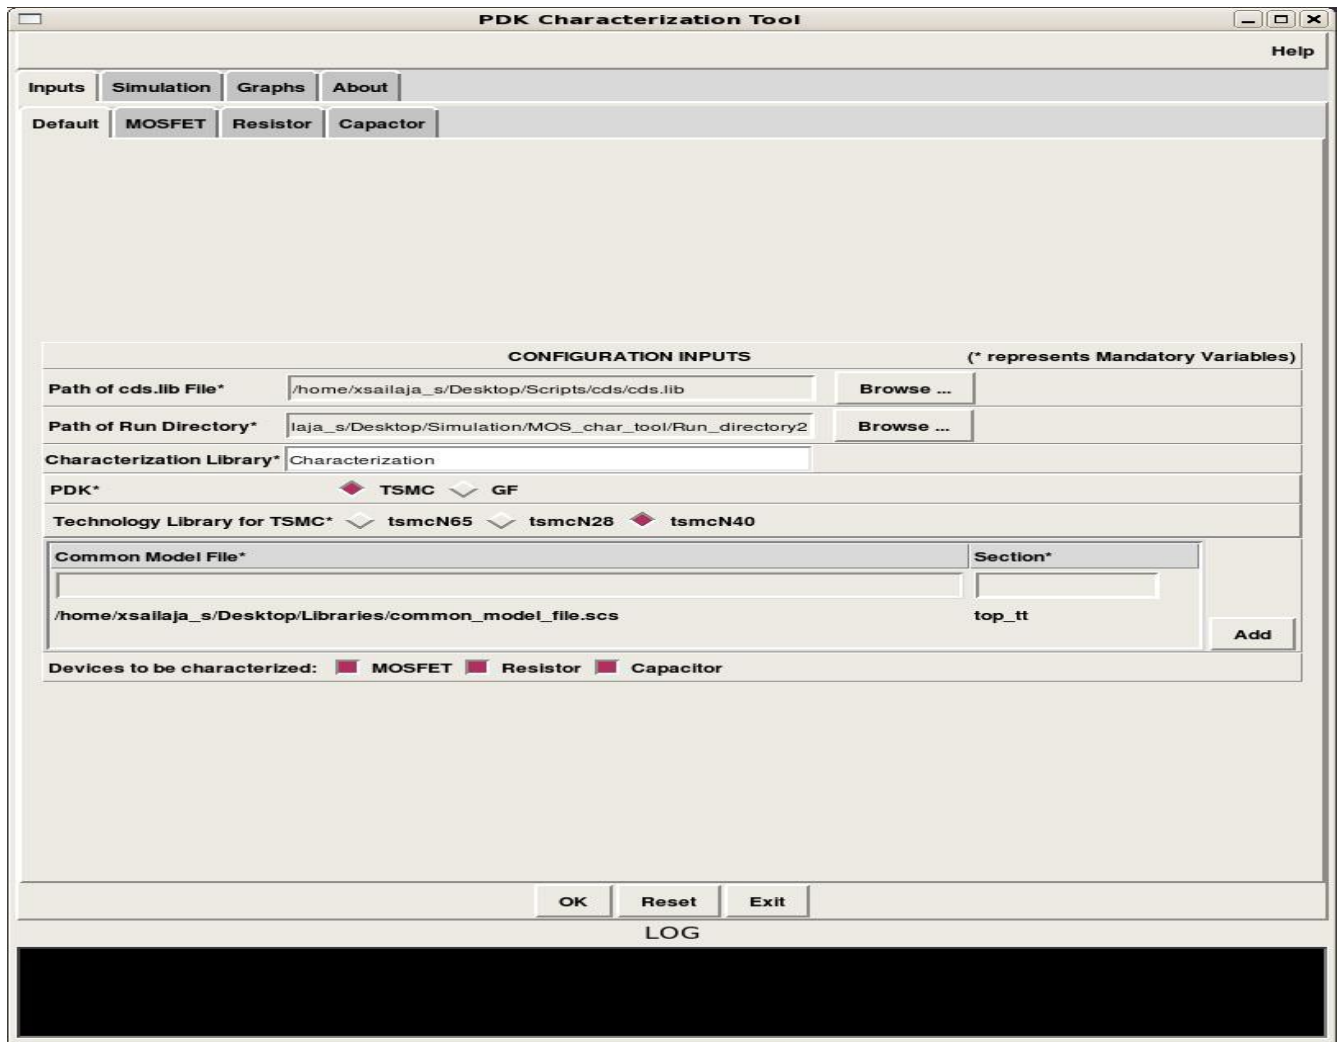 PDK Characterization Tool
Help
Inputs Simulation Graphs About
Default MOSFET Resistor Capactor
CONFIGURATION INPUTS (* represents Mandatory Variables)
Path of cds.lib File* /home/xsailaja_s/Desktop/Scripts/cds/cds.lib Browse ...
Path of Run Directory* laja_s/Desktop/Simulation/MOS_char_tool/Run_directory2 Browse ...
Characterization Library* Characterization
PDK* TSMC GF
Technology Library for TSMC* tsmcN65 tsmcN28 tsmcN40
Common Model File* Section*
/home/xsailaja_s/Desktop/Libraries/common_model_file.scs top_tt
Add
Devices to be characterized: MOSFET Resistor Capacitor
OK Reset Exit
LOG